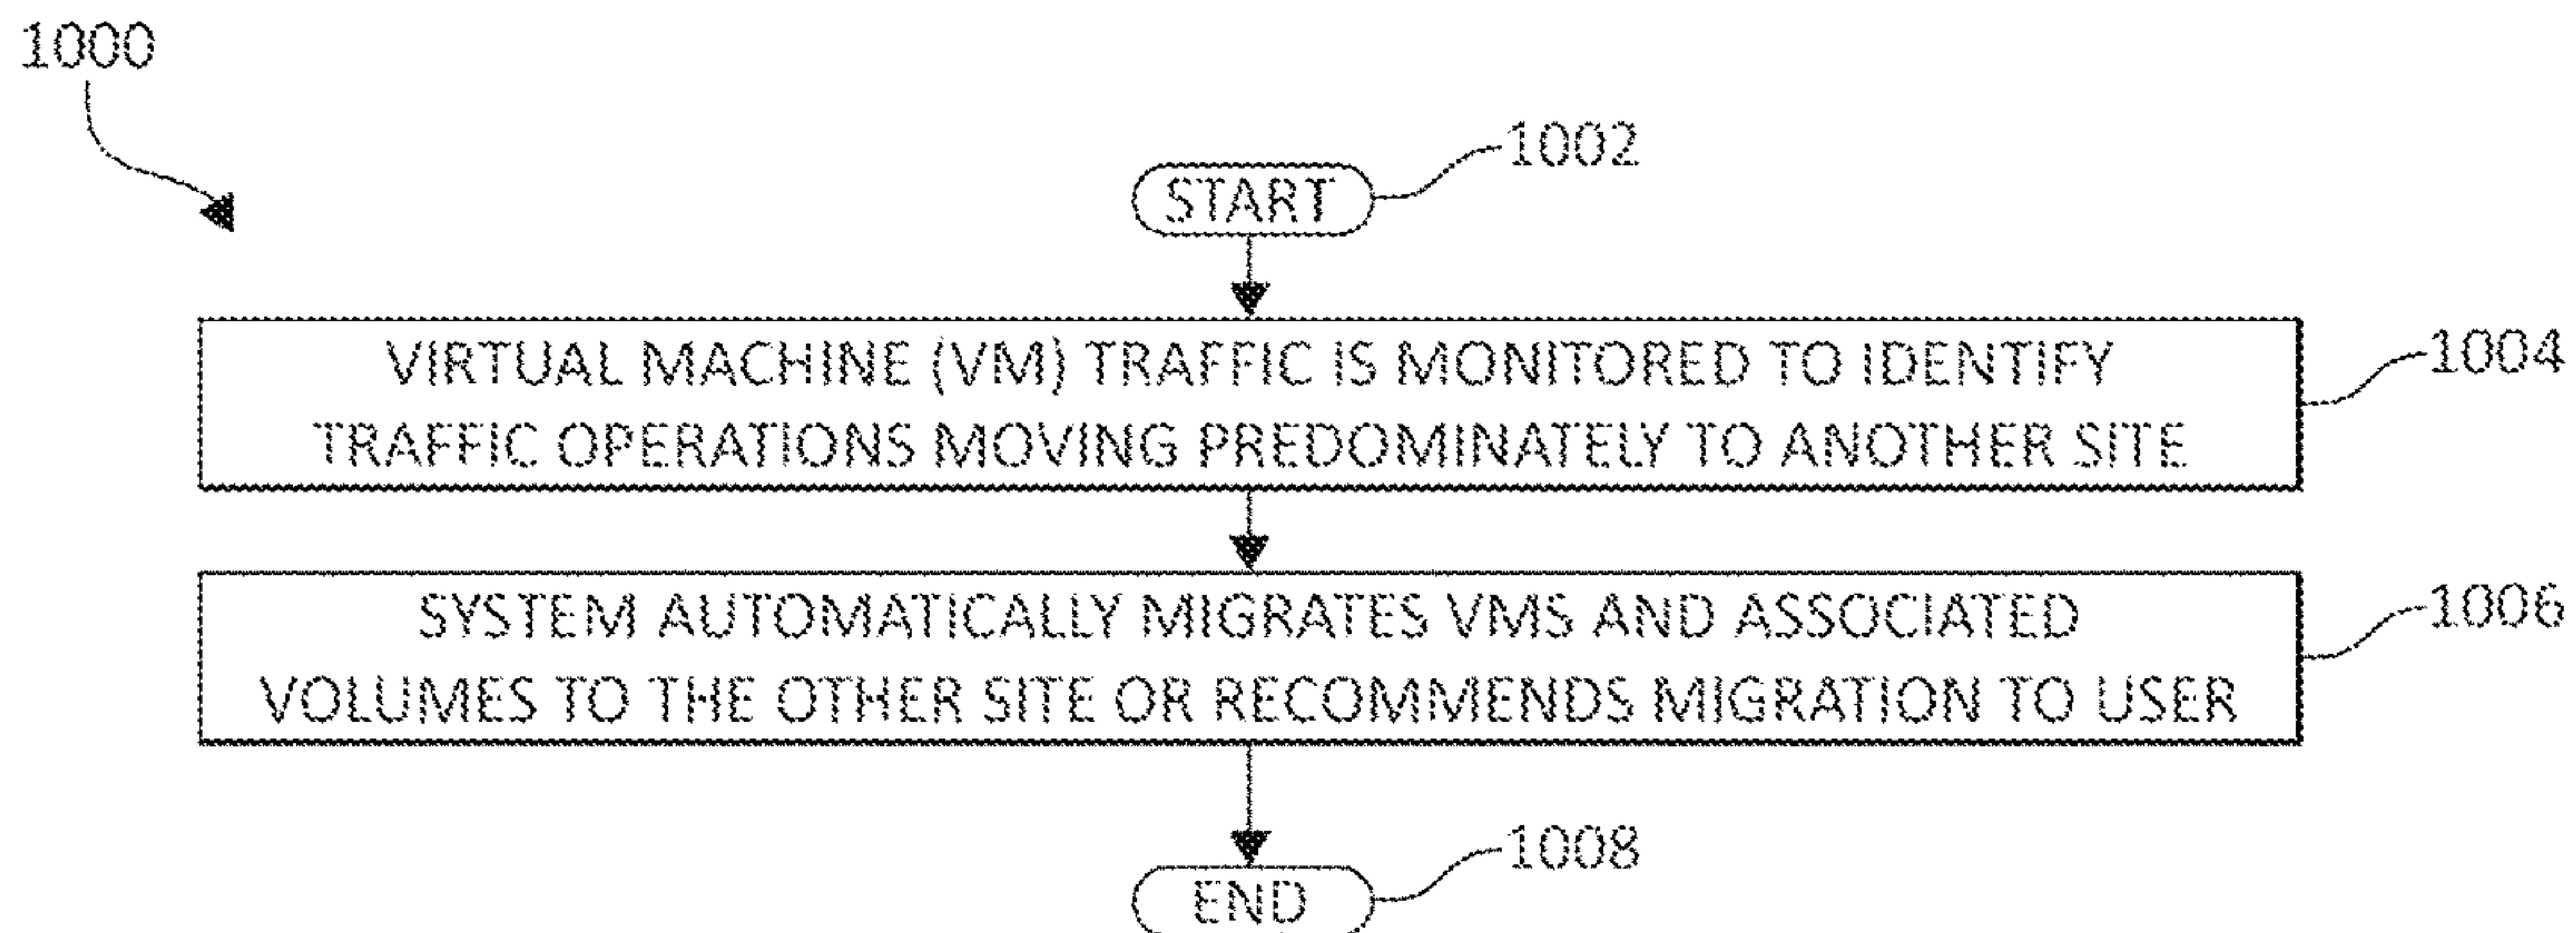 1000
1002
START
VIRTUAL MACHINE (VM) TRAFFIC IS MONITORED TO IDENTIFY
TRAFFIC OPERATIONS MOVING PREDOMINATELY TO ANOTHER SITE
1004
SYSTEM AUTOMATICALLY MIGRATES VMS AND ASSOCIATED
VOLUMES TO THE OTHER SITE OR RECOMMENDS MIGRATION TO USER
1006
1008
END